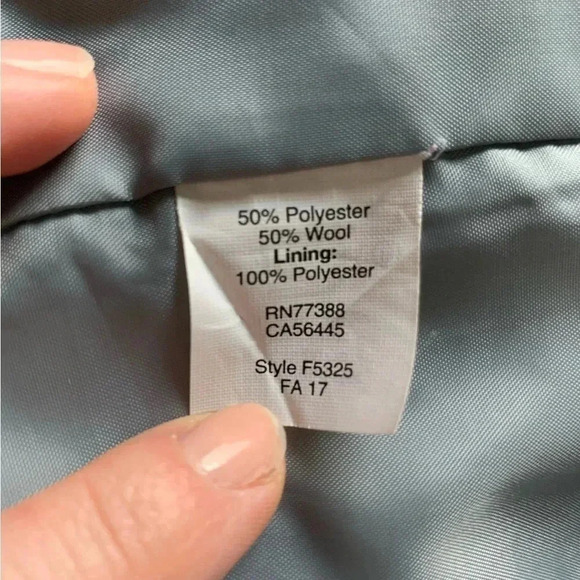 50% Polyester
50% Wool
Lining:
100% Polyester
RN77388
CA56445
Style F5325
FA 17